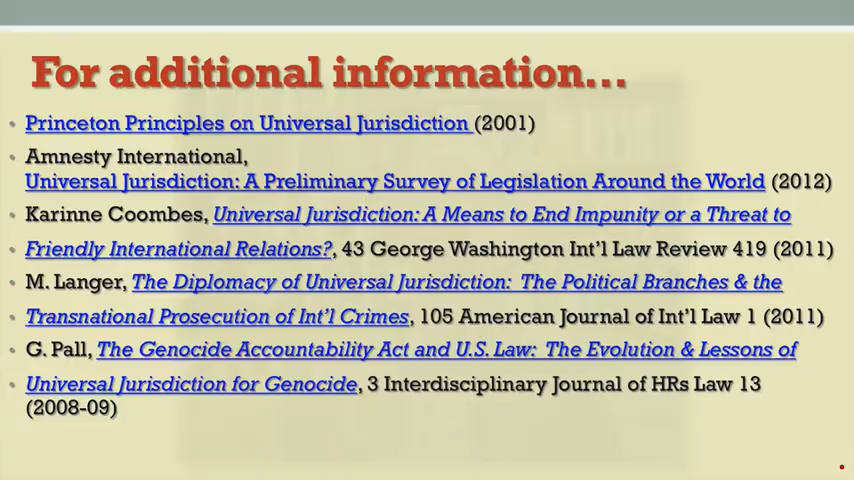 For additional information...
• Princeton Principles on Universal Jurisdiction (2001)
• Amnesty International,
Universal Jurisdiction: A Preliminary Survey of Legislation Around the World (2012)
• Karinne Coombes, Universal Jurisdiction: A Means to End Impunity or a Threat to
• Friendly International Relations?, 43 George Washington Int'l Law Review 419 (2011)
• M. Langer, The Diplomacy of Universal Jurisdiction: The Political Branches & the
• Transnational Prosecution of Int'l Crimes, 105 American Journal of Int'l Law 1 (2011)
• G. Pall, The Genocide Accountability Act and U.S. Law: The Evolution & Lessons of
• Universal Jurisdiction for Genocide, 3 Interdisciplinary Journal of HRs Law 13
(2008-09)